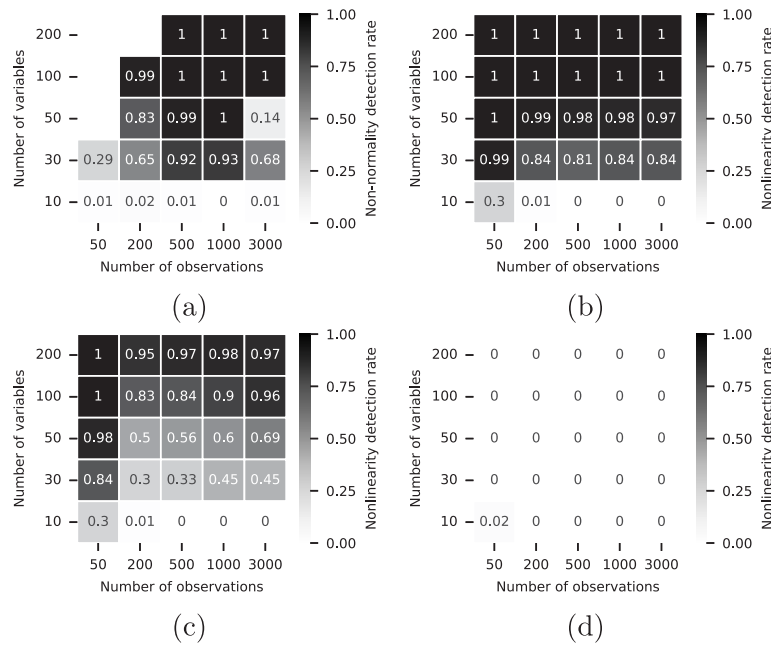 200 1 1 1
100 0.99 1 1 1
50 0.83 0.99 1 0.14
30 0.29 0.65 0.92 0.93 0.68
10 0.01 0.02 0.01 0 0.01
50 200 500 1000 3000
Number of observations
Number of variables
1.00
0.75
0.50
0.25
0.00
Non-normality detection rate
(a)
200 1 1 1 1 1
100 1 1 1 1 1
50 1 0.99 0.98 0.98 0.97
30 0.99 0.84 0.81 0.84 0.84
10 0.3 0.01 0 0 0
50 200 500 1000 3000
Number of observations
Number of variables
1.00
0.75
0.50
0.25
0.00
Nonlinearity detection rate
(b)
200 1 0.95 0.97 0.98 0.97
100 1 0.83 0.84 0.9 0.96
50 0.98 0.5 0.56 0.6 0.69
30 0.84 0.3 0.33 0.45 0.45
10 0.3 0.01 0 0 0
50 200 500 1000 3000
Number of observations
Number of variables
1.00
0.75
0.50
0.25
0.00
Nonlinearity detection rate
(c)
200 0 0 0 0 0
100 0 0 0 0 0
50 0 0 0 0 0
30 0 0 0 0 0
10 0.02 0 0 0 0
50 200 500 1000 3000
Number of observations
Number of variables
1.00
0.75
0.50
0.25
0.00
Nonlinearity detection rate
(d)